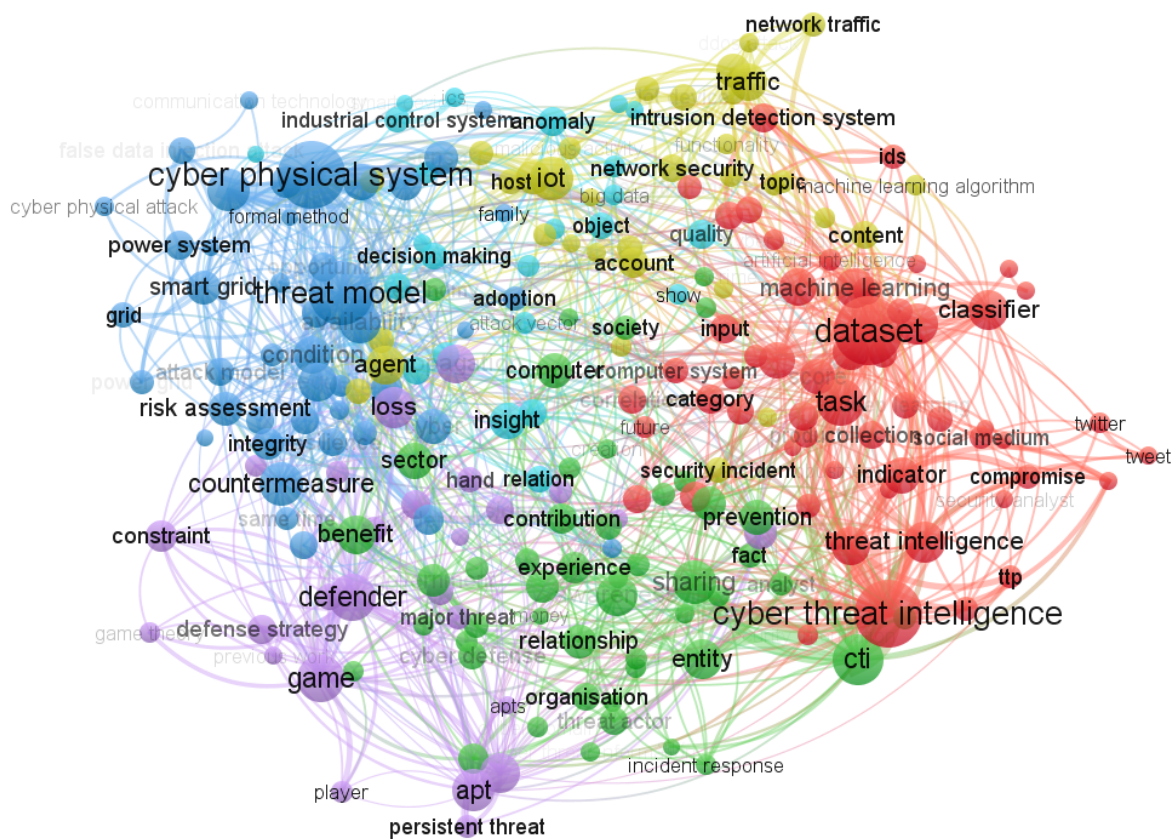 network traffic
traffic
communication technology
ics
industrial control system
anomaly
intrusion detection system
functionality
false data injection attack
malicious activity
ids
cyber physical system
host
iot
network security
topic
machine learning algorithm
big data
cyber physical attack
formal method
family
object
quality
content
power system
decision making
account
artificial intelligence
smart grid
threat model
adoption
show
machine learning
classifier
grid
availability
attack vector
society
input
dataset
condition
power grid
attack model
agent
computer
computer system
score
risk assessment
loss
insight
correlation
category
task
future
integrity
creation
collection
social medium
twitter
tweet
sector
countermeasure
hand
relation
security incident
indicator
compromise
security analyst
same time
contribution
prevention
constraint
benefit
fact
threat intelligence
experience
sharing
analyst
ttp
defender
major threat
money
cyber threat intelligence
game theory
defense strategy
relationship
previous work
cyber defense
entity
cti
game
apts
organisation
threat actor
incident response
player
apt
persistent threat